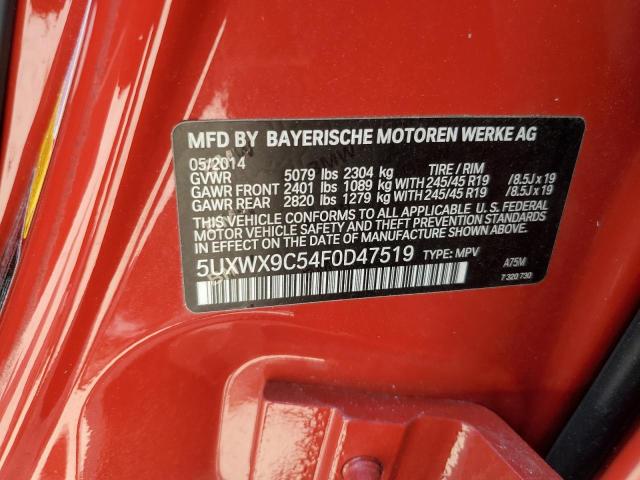 MFD BY BAYERISCHE MOTOREN WERKE AG
05/2014
GVWR 5079 lbs 2304 kg TIRE / RIM
GAWR FRONT 2401 lbs 1089 kg WITH 245/45 R19 / 8.5J x 19
GAWR REAR 2820 lbs 1279 kg WITH 245/45 R19 / 8.5J x 19
THIS VEHICLE CONFORMS TO ALL APPLICABLE U.S. FEDERAL
MOTOR VEHICLE SAFETY, BUMPER, AND THEFT PREVENTION STANDARDS
IN EFFECT ON THE DATE OF MANUFACTURE SHOWN ABOVE.
5UXWX9C54F0D47519 TYPE: MPV A75M
7 320 730